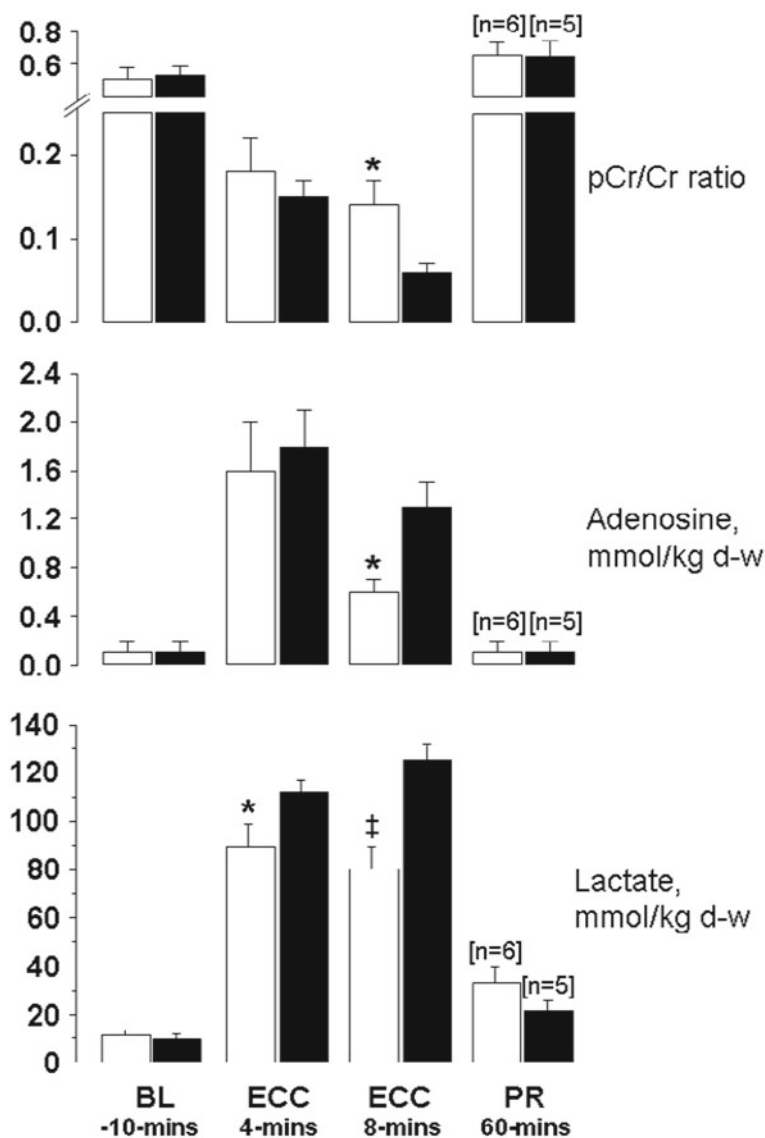 0.8
[n=6] [n=5]
0.6
0.2
*
pCr/Cr ratio
0.1
0.0
2.4
2.0
1.6
1.2
Adenosine,
mmol/kg d-w
0.8
*
0.4
[n=6] [n=5]
0.0
140
120
100
*
‡
80
Lactate,
mmol/kg d-w
60
40
[n=6]
[n=5]
20
0
BL ECC ECC PR
-10-mins 4-mins 8-mins 60-mins